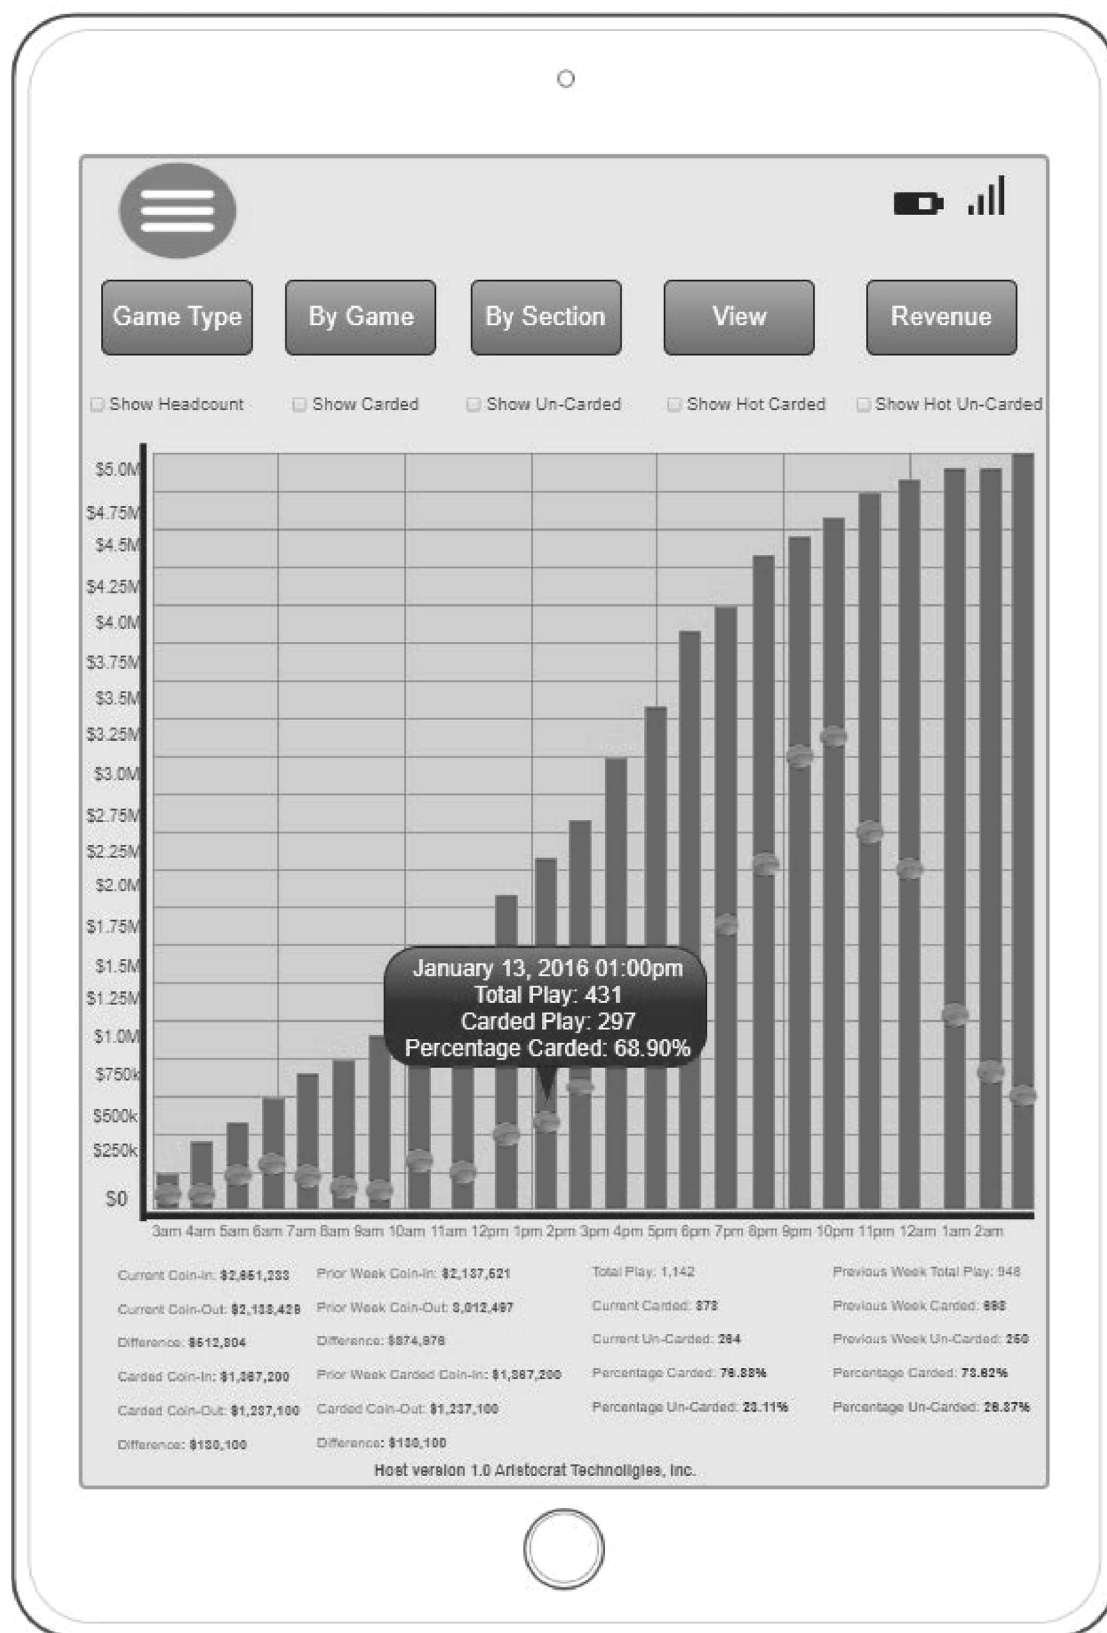 Game Type By Game By Section View Revenue
Show Headcount Show Carded Show Un-Carded Show Hot Carded Show Hot Un-Carded
$5.0M
$4.75M
$4.5M
$4.25M
$4.0M
$3.75M
$3.5M
$3.25M
$3.0M
$2.75M
$2.25M
$2.0M
$1.75M
$1.5M
$1.25M
$1.0M
$750k
$500k
$250k
$0
January 13, 2016 01:00pm
Total Play: 431
Carded Play: 297
Percentage Carded: 68.90%
3am 4am 5am 6am 7am 8am 9am 10am 11am 12pm 1pm 2pm 3pm 4pm 5pm 6pm 7pm 8pm 9pm 10pm 11pm 12am 1am 2am
Current Coin-In: $2,651,233 Prior Week Coin-In: $2,137,521 Total Play: 1,142 Previous Week Total Play: 948
Current Coin-Out: $2,138,429 Prior Week Coin-Out: 3,012,497 Current Carded: 878 Previous Week Carded: 698
Difference: $512,804 Difference: $874,976 Current Un-Carded: 264 Previous Week Un-Carded: 250
Carded Coin-In: $1,367,200 Prior Week Carded Coin-In: $1,367,200 Percentage Carded: 76.88% Percentage Carded: 73.62%
Carded Coin-Out: $1,237,100 Carded Coin-Out: $1,237,100 Percentage Un-Carded: 23.11% Percentage Un-Carded: 26.37%
Difference: $130,100 Difference: $130,100
Host version 1.0 Aristocrat Technoligies, Inc.